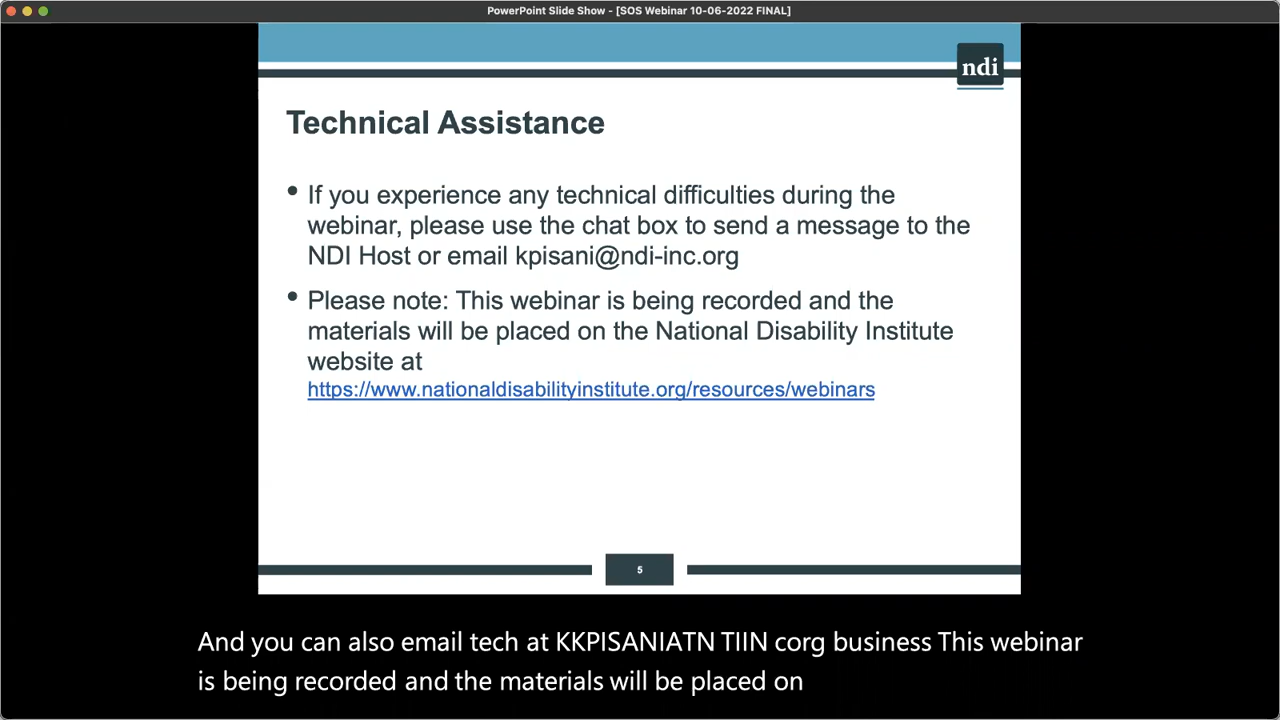 PowerPoint Slide Show - [SOS Webinar 10-06-2022 FINAL]
ndi
Technical Assistance
• If you experience any technical difficulties during the
webinar, please use the chat box to send a message to the
NDI Host or email kpisani@ndi-inc.org
• Please note: This webinar is being recorded and the
materials will be placed on the National Disability Institute
website at
https://www.nationaldisabilityinstitute.org/resources/webinars
5
And you can also email tech at KKPISANIATN TIIN corg business This webinar
is being recorded and the materials will be placed on